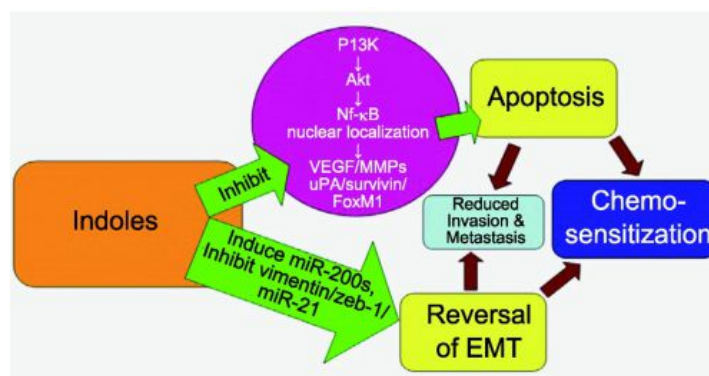 P13K
↓
Akt
↓
Nf-κB
nuclear localization
↓
VEGF/MMPs
uPA/survivin/
FoxM1
Apoptosis
Inhibit
Indoles
Reduced
Invasion &
Metastasis
Chemo-
sensitization
Induce miR-200s,
Inhibit vimentin/zeb-1/
miR-21
Reversal
of EMT